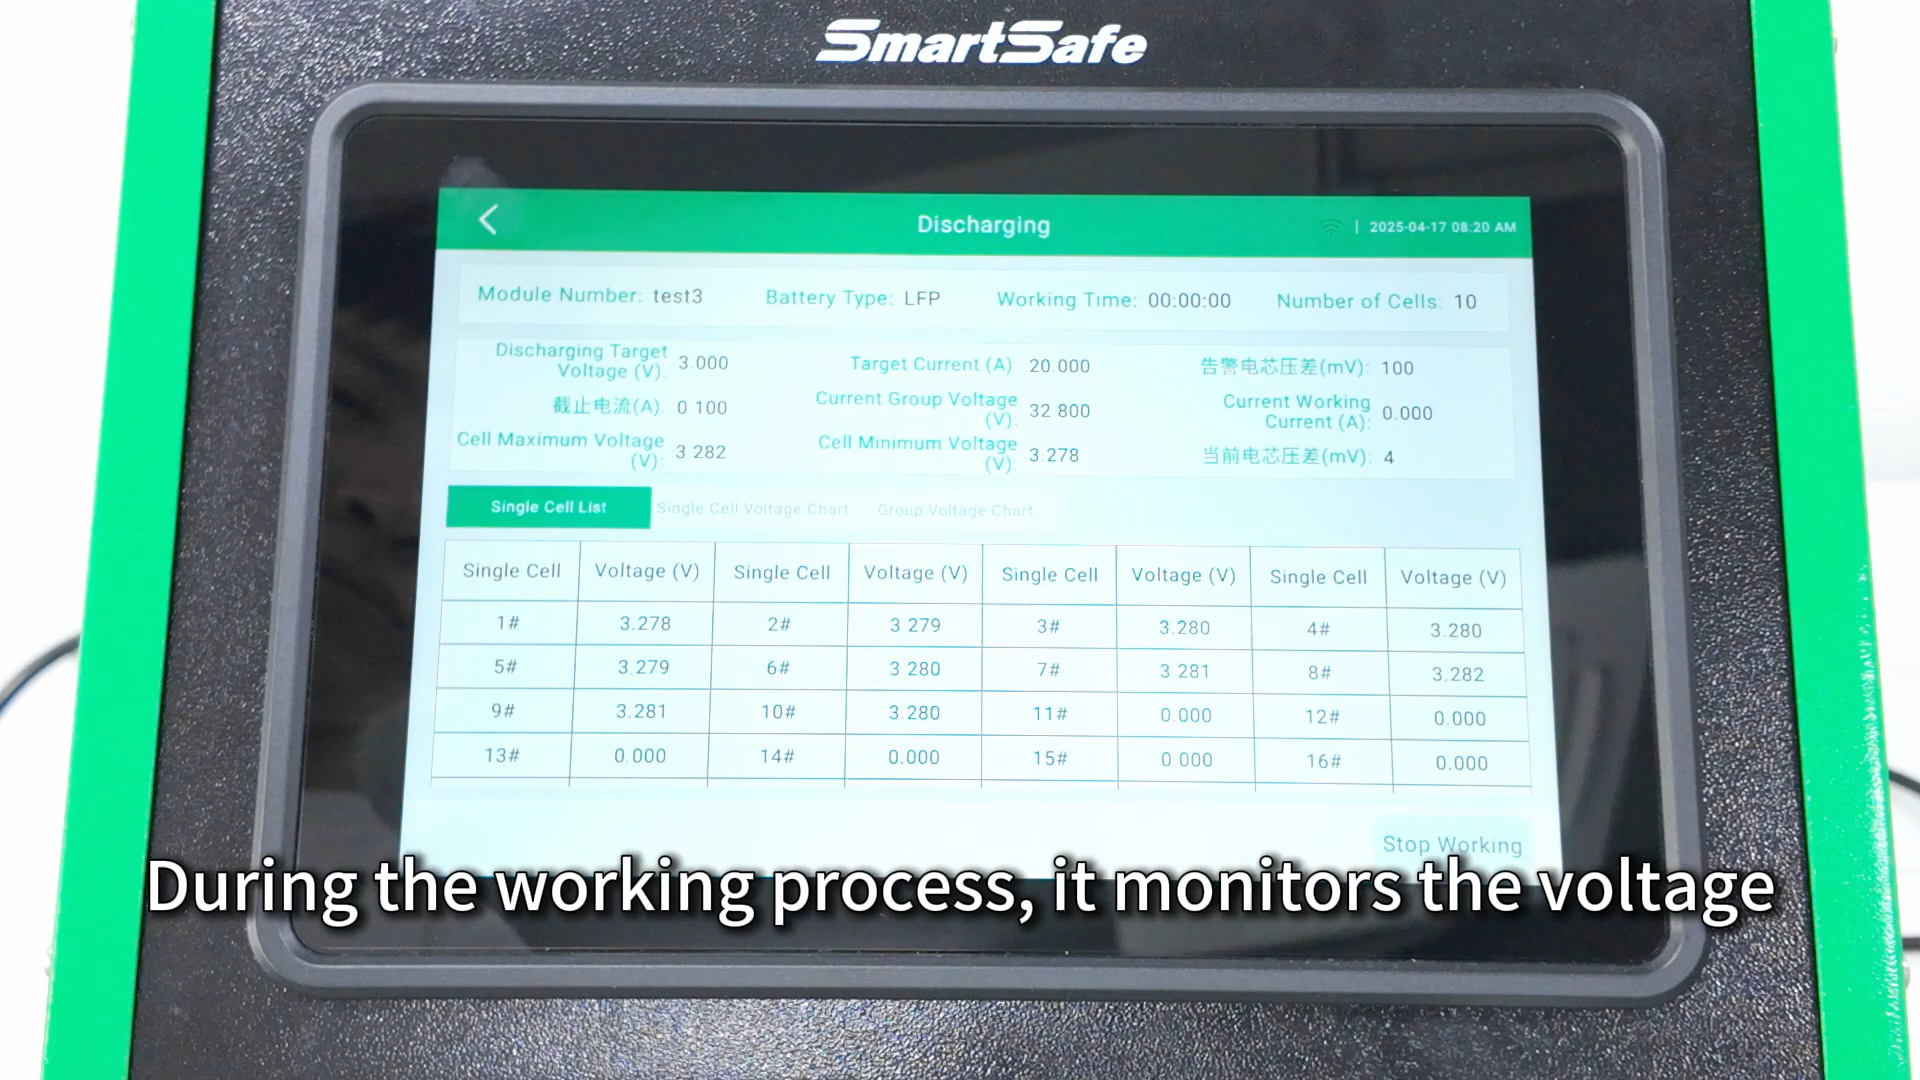 SmartSafe
Discharging
| 2025-04-17 08:20 AM
Module Number: test3 Battery Type: LFP Working Time: 00:00:00 Number of Cells: 10
Discharging Target Voltage (V): 3.000 Target Current (A) 20.000 告警电芯压差(mV): 100
截止电流(A): 0.100 Current Group Voltage (V): 32.800 Current Working Current (A): 0.000
Cell Maximum Voltage (V): 3.282 Cell Minimum Voltage (V): 3.278 当前电芯压差(mV): 4
Single Cell List Single Cell Voltage Chart Group Voltage Chart
Single Cell Voltage (V) Single Cell Voltage (V) Single Cell Voltage (V) Single Cell Voltage (V)
1# 3.278 2# 3.279 3# 3.280 4# 3.280
5# 3.279 6# 3.280 7# 3.281 8# 3.282
9# 3.281 10# 3.280 11# 0.000 12# 0.000
13# 0.000 14# 0.000 15# 0.000 16# 0.000
Stop Working
During the working process, it monitors the voltage